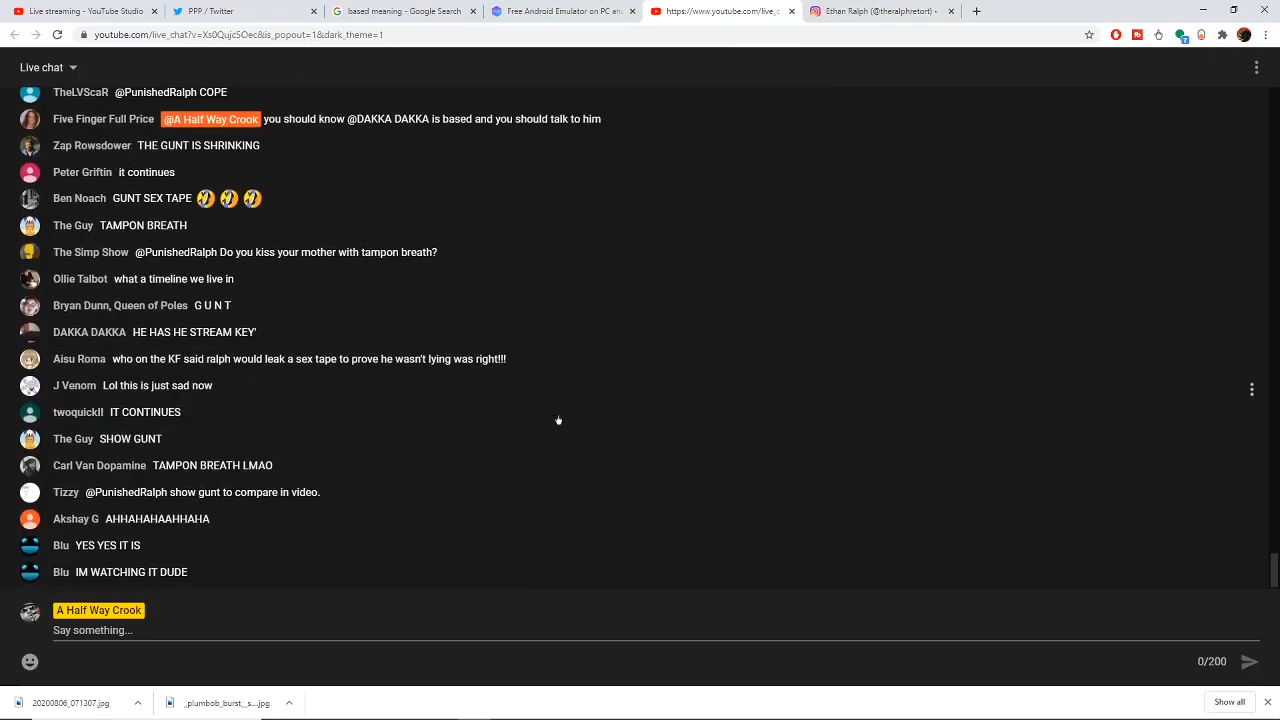 Live streaming - YouTube Studio
PPP / Twitter
based meaning - Google Search
Free Android Emulator on PC and
https://www.youtube.com/live_c
Ethan Ralph (@theralphretort) •
youtube.com/live_chat?v=Xs0Qujc5Oec&is_popout=1&dark_theme=1
Live chat
TheLVScaR @PunishedRalph COPE
Five Finger Full Price @A Half Way Crook you should know @DAKKA DAKKA is based and you should talk to him
Zap Rowsdower THE GUNT IS SHRINKING
Peter Griftin it continues
Ben Noach GUNT SEX TAPE 🤣 🤣 🤣
The Guy TAMPON BREATH
The Simp Show @PunishedRalph Do you kiss your mother with tampon breath?
Ollie Talbot what a timeline we live in
Bryan Dunn, Queen of Poles G U N T
DAKKA DAKKA HE HAS HE STREAM KEY'
Aisu Roma who on the KF said ralph would leak a sex tape to prove he wasn't lying was right!!!
J Venom Lol this is just sad now
twoquickII IT CONTINUES
The Guy SHOW GUNT
Carl Van Dopamine TAMPON BREATH LMAO
Tizzy @PunishedRalph show gunt to compare in video.
Akshay G AHHAHAHAAHHAHA
Blu YES YES IT IS
Blu IM WATCHING IT DUDE
A Half Way Crook
Say something...
0/200
20200806_071307.jpg
_plumbob_burst__s....jpg
Show all